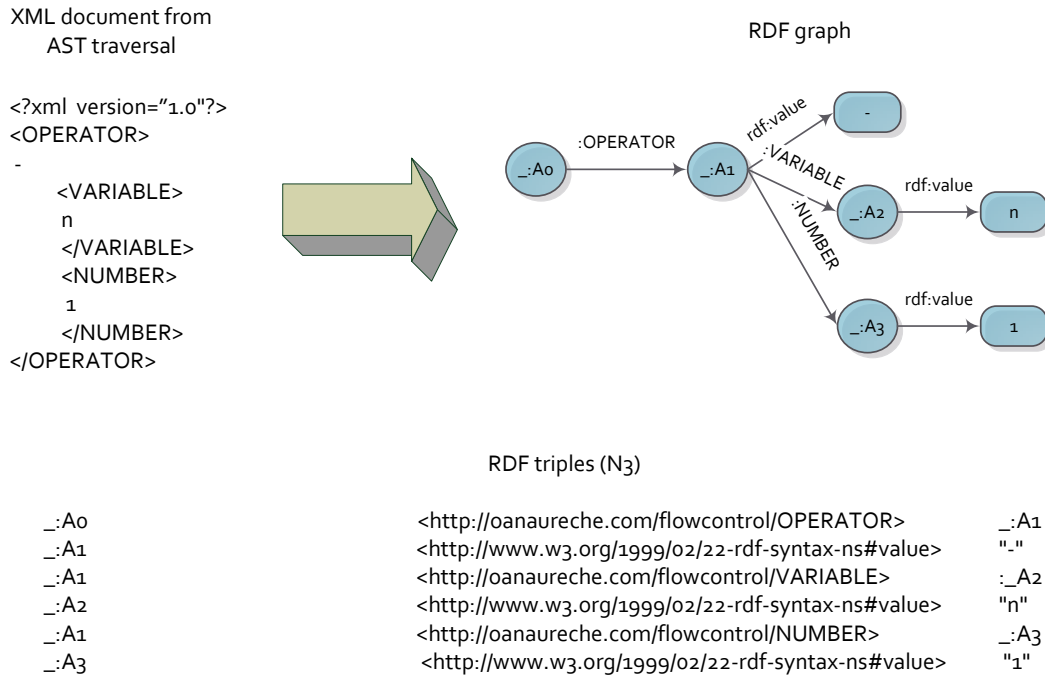 XML document from
AST traversal
<?xml version="1.0"?>
<OPERATOR>
-
<VARIABLE>
n
</VARIABLE>
<NUMBER>
1
</NUMBER>
</OPERATOR>
RDF graph
_:A0
:OPERATOR
_:A1
rdf:value
-
:VARIABLE
_:A2
rdf:value
n
:NUMBER
_:A3
rdf:value
1
RDF triples (N3)
_:A0 <http://oanaureche.com/flowcontrol/OPERATOR> _:A1
_:A1 <http://www.w3.org/1999/02/22-rdf-syntax-ns#value> "-"
_:A1 <http://oanaureche.com/flowcontrol/VARIABLE> :_A2
_:A2 <http://www.w3.org/1999/02/22-rdf-syntax-ns#value> "n"
_:A1 <http://oanaureche.com/flowcontrol/NUMBER> _:A3
_:A3 <http://www.w3.org/1999/02/22-rdf-syntax-ns#value> "1"